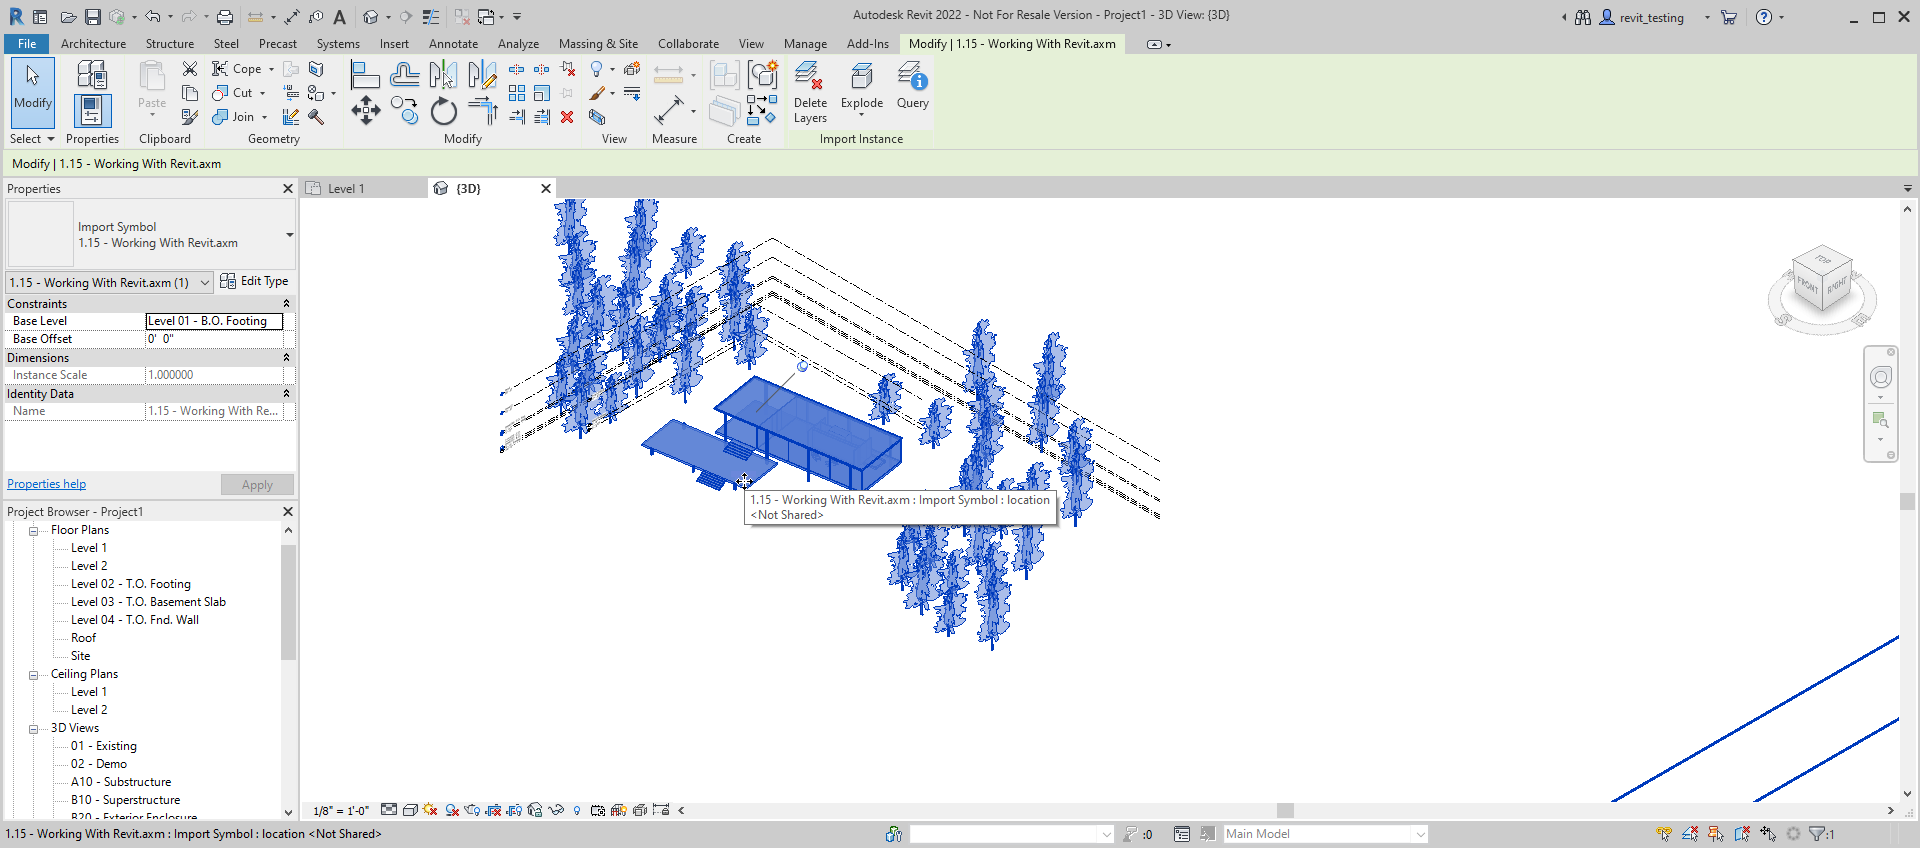 Autodesk Revit 2022 - Not For Resale Version - Project1 - 3D View: {3D}
revit_testing
File Architecture Structure Steel Precast Systems Insert Annotate Analyze Massing & Site Collaborate View Manage Add-Ins Modify | 1.15 - Working With Revit.axm
Modify
Paste
Cope
Cut
Join
Delete
Layers
Explode
Query
Select Properties Clipboard Geometry Modify View Measure Create Import Instance
Modify | 1.15 - Working With Revit.axm
Properties
Level 1
{3D}
Import Symbol
1.15 - Working With Revit.axm
1.15 - Working With Revit.axm (1)
Edit Type
Constraints
Base Level Level 01 - B.O. Footing
Base Offset 0' 0"
Dimensions
Instance Scale 1.000000
Identity Data
Name 1.15 - Working With Re...
Properties help
Apply
TOP
FRONT
RIGHT
1.15 - Working With Revit.axm : Import Symbol : location
<Not Shared>
Project Browser - Project1
Floor Plans
Level 1
Level 2
Level 02 - T.O. Footing
Level 03 - T.O. Basement Slab
Level 04 - T.O. Fnd. Wall
Roof
Site
Ceiling Plans
Level 1
Level 2
3D Views
01 - Existing
02 - Demo
A10 - Substructure
B10 - Superstructure
B20 - Exterior Enclosure
1/8" = 1'-0"
1.15 - Working With Revit.axm : Import Symbol : location <Not Shared>
:0
Main Model
:1